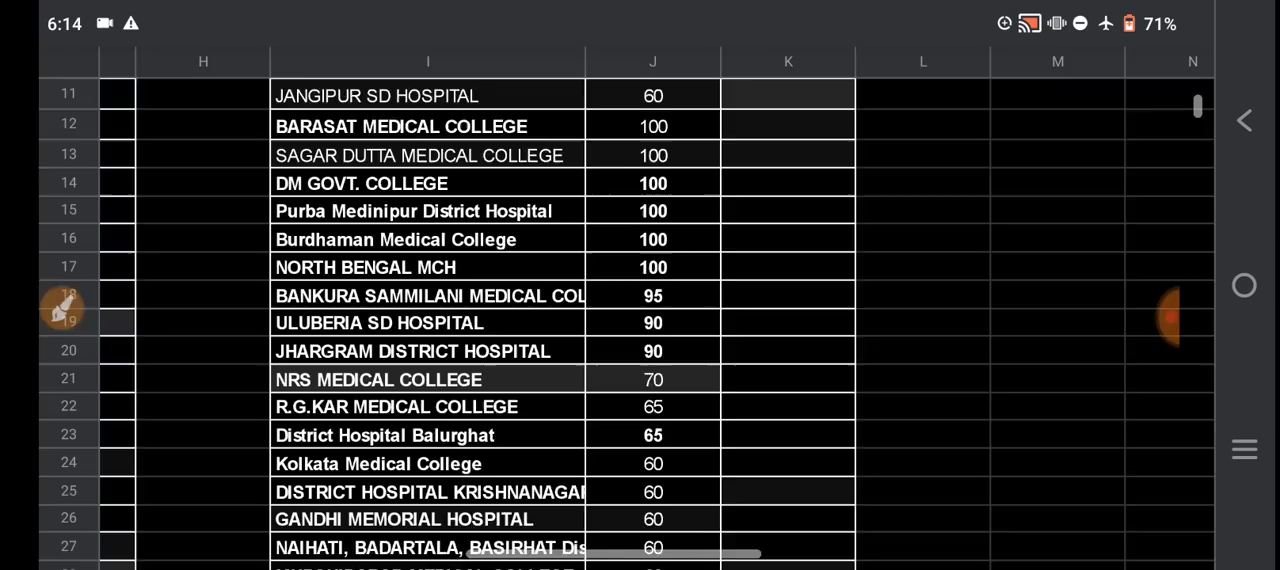 6:14 71%
H I J K L M N
11 JANGIPUR SD HOSPITAL 60
12 BARASAT MEDICAL COLLEGE 100
13 SAGAR DUTTA MEDICAL COLLEGE 100
14 DM GOVT. COLLEGE 100
15 Purba Medinipur District Hospital 100
16 Burdhaman Medical College 100
17 NORTH BENGAL MCH 100
18 BANKURA SAMMILANI MEDICAL COL 95
19 ULUBERIA SD HOSPITAL 90
20 JHARGRAM DISTRICT HOSPITAL 90
21 NRS MEDICAL COLLEGE 70
22 R.G.KAR MEDICAL COLLEGE 65
23 District Hospital Balurghat 65
24 Kolkata Medical College 60
25 DISTRICT HOSPITAL KRISHNANAGAR 60
26 GANDHI MEMORIAL HOSPITAL 60
27 NAIHATI, BADARTALA, BASIRHAT Dis 60